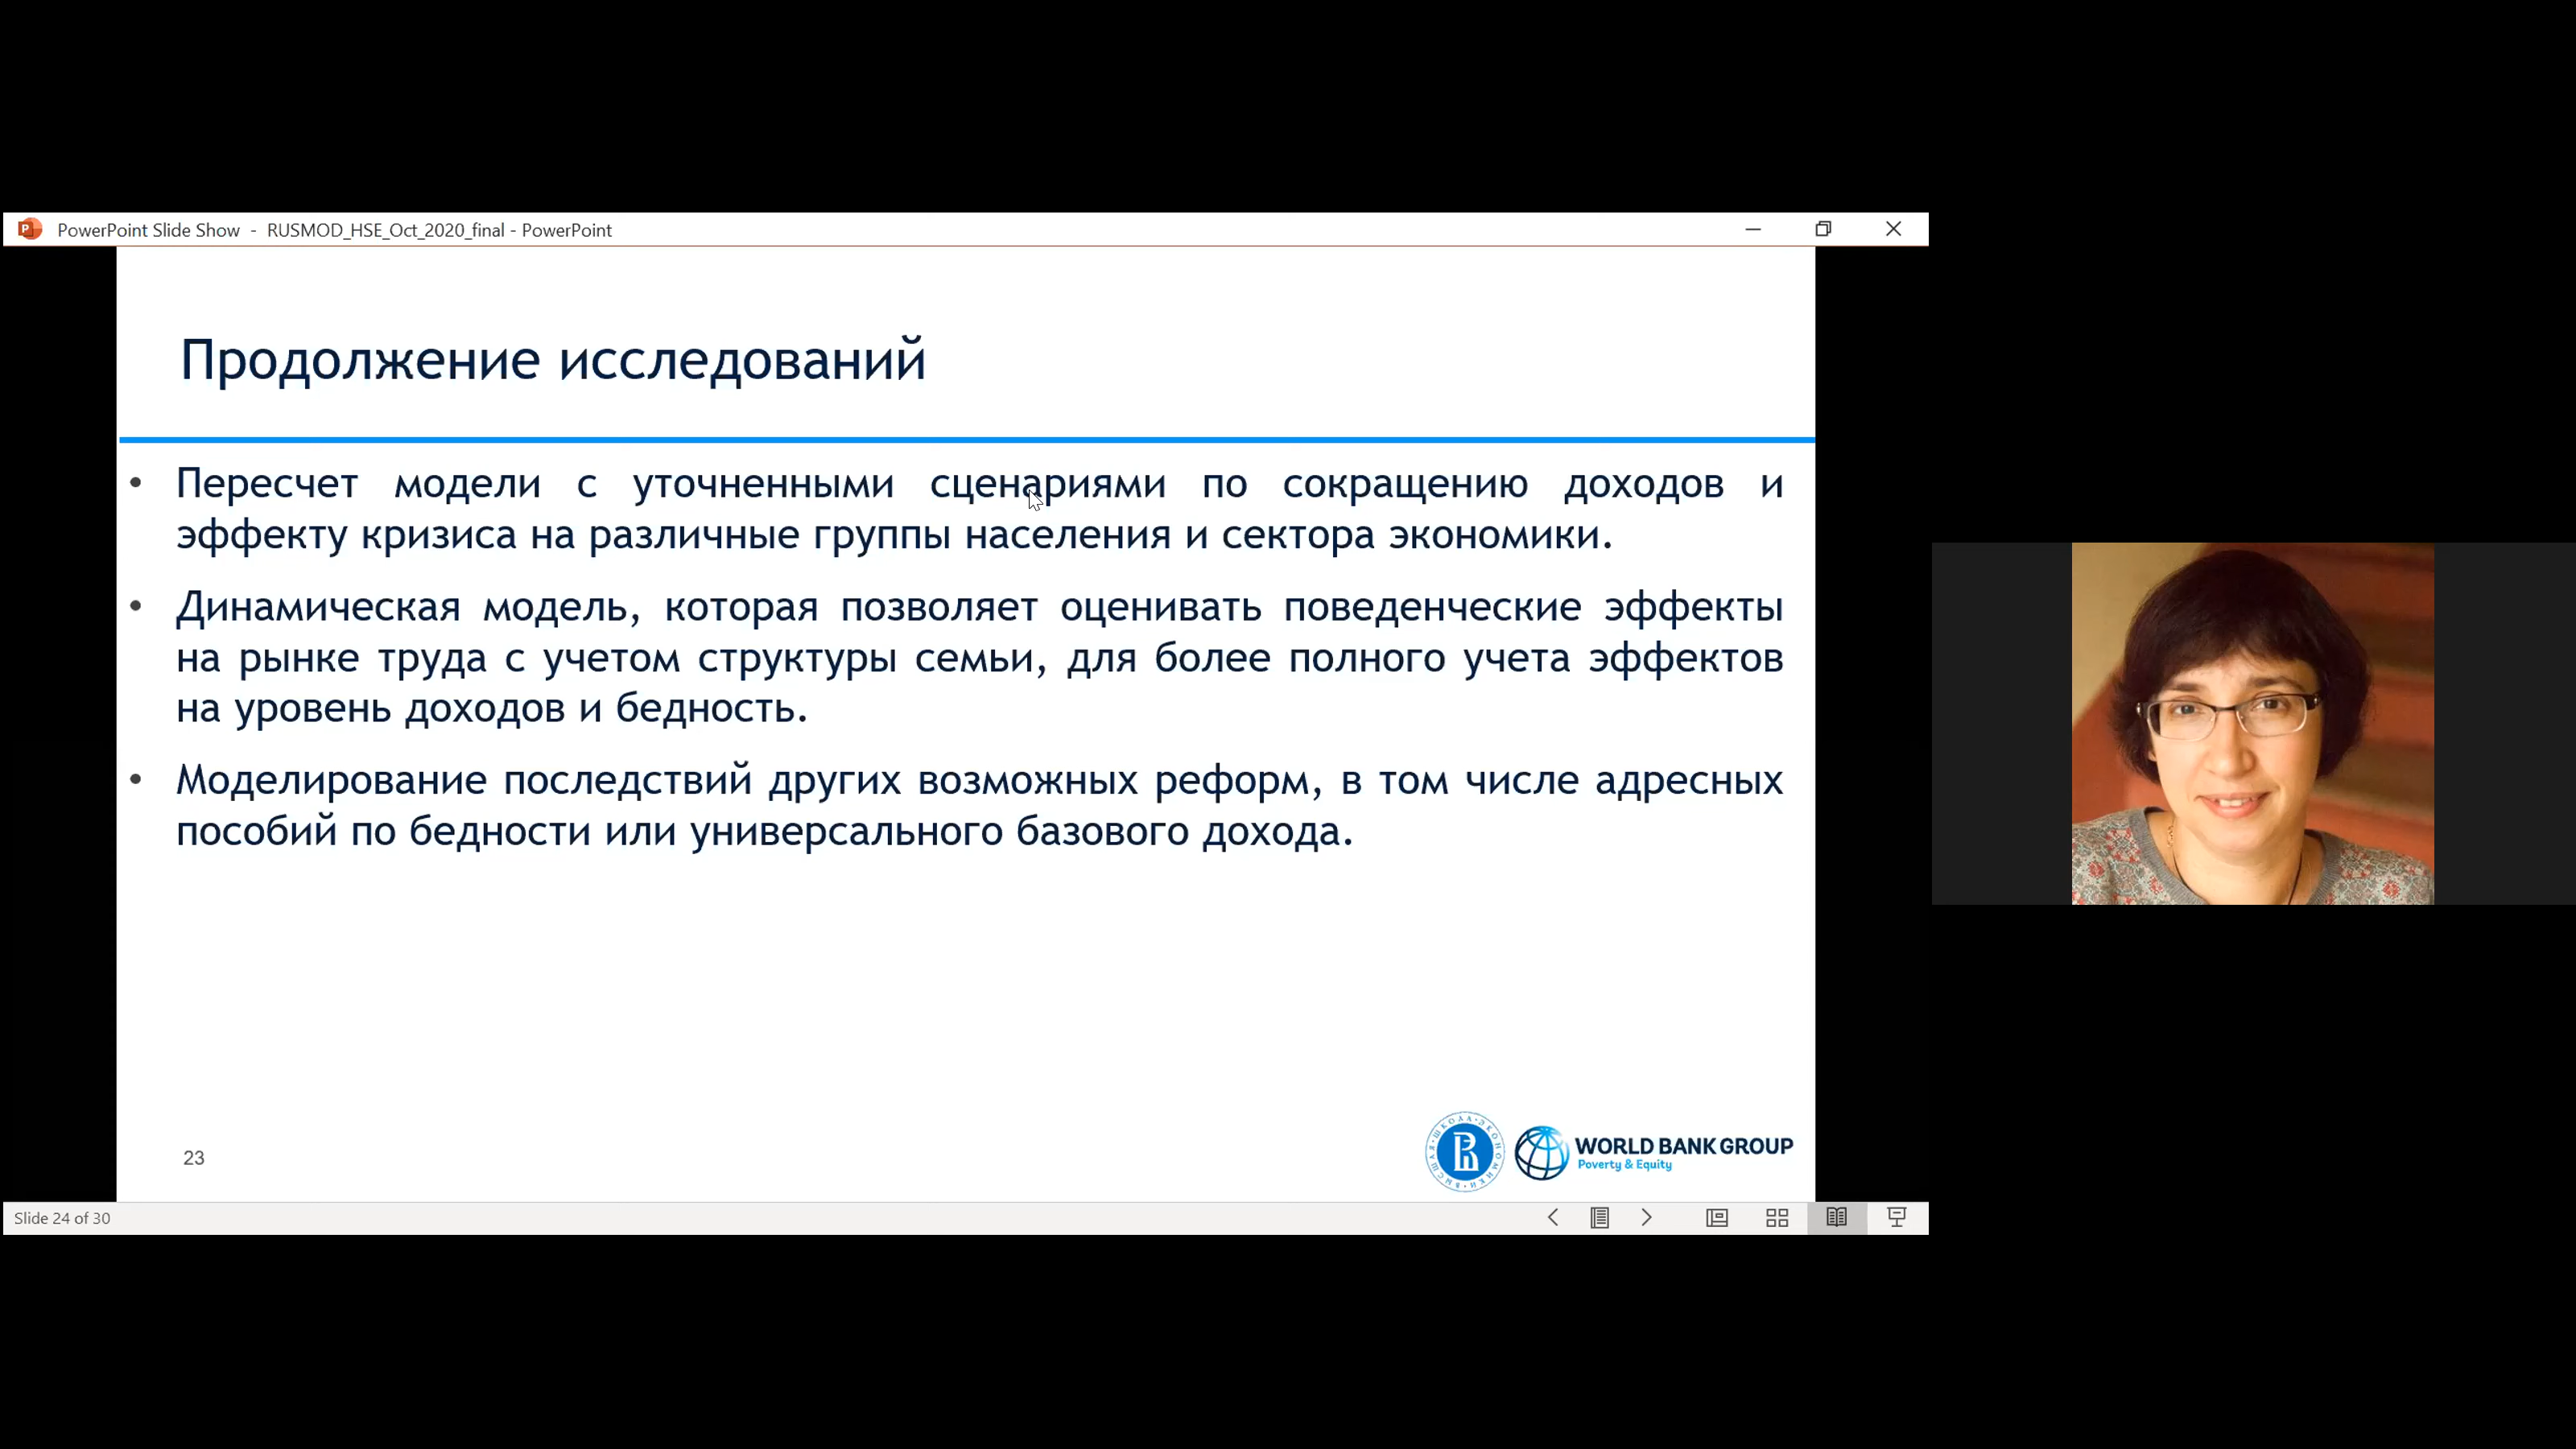 PowerPoint Slide Show - RUSMOD_HSE_Oct_2020_final - PowerPoint
Продолжение исследований
• Пересчет модели с уточненными сценариями по сокращению доходов и
эффекту кризиса на различные группы населения и сектора экономики.
• Динамическая модель, которая позволяет оценивать поведенческие эффекты
на рынке труда с учетом структуры семьи, для более полного учета эффектов
на уровень доходов и бедность.
• Моделирование последствий других возможных реформ, в том числе адресных
пособий по бедности или универсального базового дохода.
23
ВЫСШАЯ ШКОЛА ЭКОНОМИКИ
WORLD BANK GROUP
Poverty & Equity
Slide 24 of 30